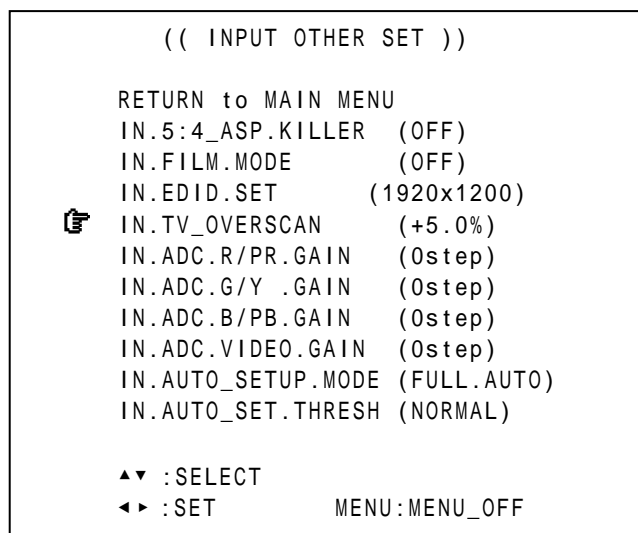 (( INPUT OTHER SET ))
RETURN to MAIN MENU
IN.5:4_ASP.KILLER (OFF)
IN.FILM.MODE (OFF)
IN.EDID.SET (1920x1200)
IN.TV_OVERSCAN (+5.0%)
IN.ADC.R/PR.GAIN (0step)
IN.ADC.G/Y .GAIN (0step)
IN.ADC.B/PB.GAIN (0step)
IN.ADC.VIDEO.GAIN (0step)
IN.AUTO_SETUP.MODE (FULL.AUTO)
IN.AUTO_SET.THRESH (NORMAL)
▲▼ :SELECT
◄► :SET MENU:MENU_OFF